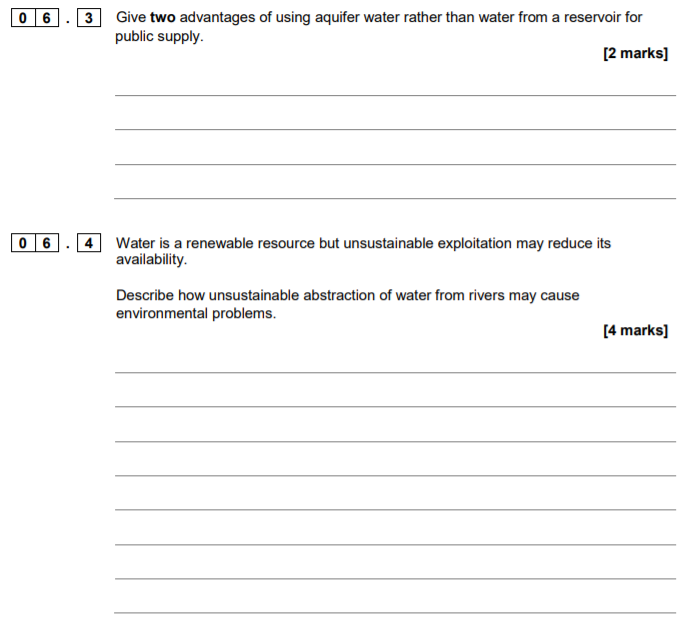 0 6 . 3 Give two advantages of using aquifer water rather than water from a reservoir for
public supply.
[2 marks]
0 6 . 4 Water is a renewable resource but unsustainable exploitation may reduce its
availability.
Describe how unsustainable abstraction of water from rivers may cause
environmental problems.
[4 marks]